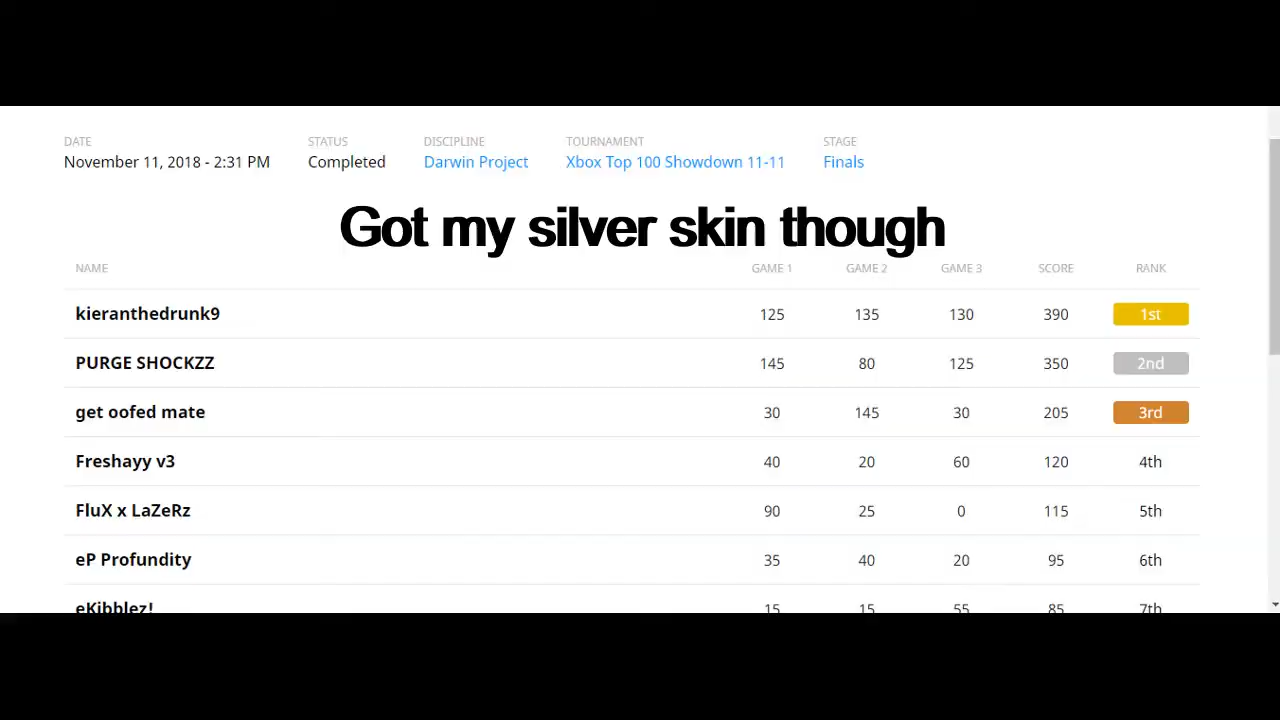 DATE STATUS DISCIPLINE TOURNAMENT STAGE
November 11, 2018 - 2:31 PM Completed Darwin Project Xbox Top 100 Showdown 11-11 Finals
Got my silver skin though
NAME GAME 1 GAME 2 GAME 3 SCORE RANK
kieranthedrunk9 125 135 130 390 1st
PURGE SHOCKZZ 145 80 125 350 2nd
get oofed mate 30 145 30 205 3rd
Freshayy v3 40 20 60 120 4th
FluX x LaZeRz 90 25 0 115 5th
eP Profundity 35 40 20 95 6th
eKibblez! 15 15 55 85 7th